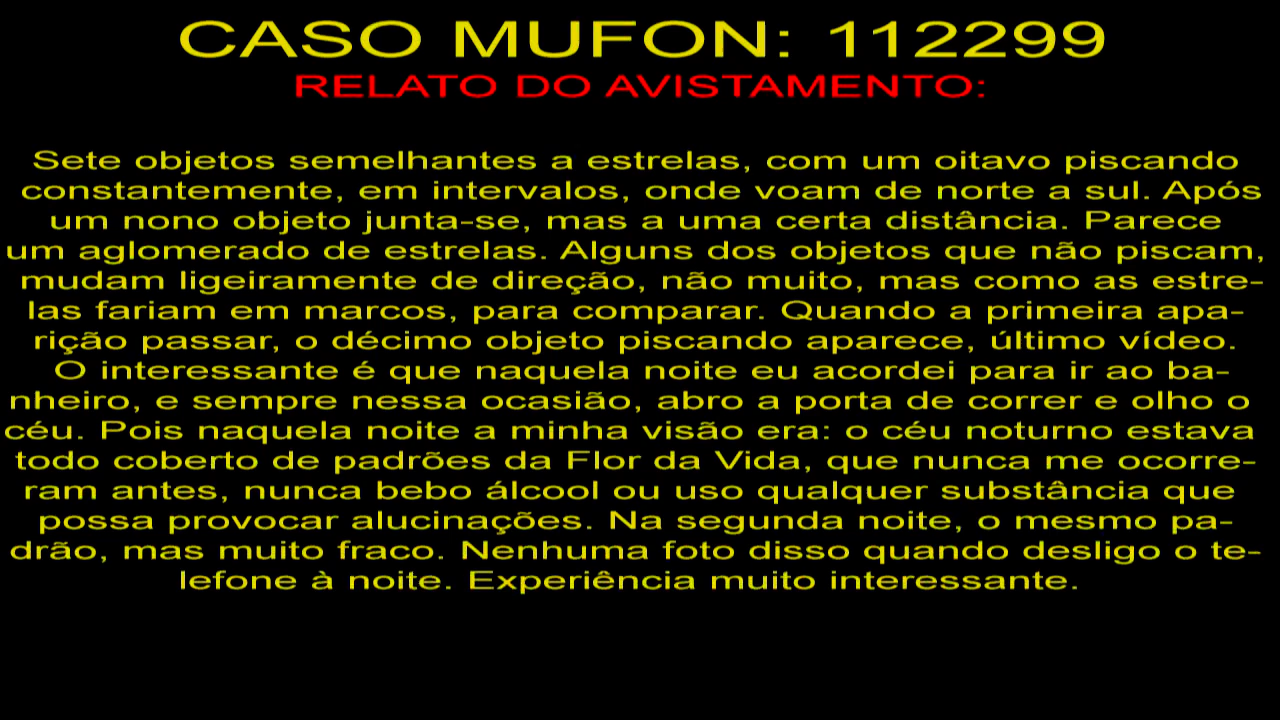 CASO MUFON: 112299
RELATO DO AVISTAMENTO:
Sete objetos semelhantes a estrelas, com um oitavo piscando
constantemente, em intervalos, onde voam de norte a sul. Após
um nono objeto junta-se, mas a uma certa distância. Parece
um aglomerado de estrelas. Alguns dos objetos que não piscam,
mudam ligeiramente de direção, não muito, mas como as estre-
las fariam em marcos, para comparar. Quando a primeira apa-
rição passar, o décimo objeto piscando aparece, último vídeo.
O interessante é que naquela noite eu acordei para ir ao ba-
nheiro, e sempre nessa ocasião, abro a porta de correr e olho o
céu. Pois naquela noite a minha visão era: o céu noturno estava
todo coberto de padrões da Flor da Vida, que nunca me ocorre-
ram antes, nunca bebo álcool ou uso qualquer substância que
possa provocar alucinações. Na segunda noite, o mesmo pa-
drão, mas muito fraco. Nenhuma foto disso quando desligo o te-
lefone à noite. Experiência muito interessante.